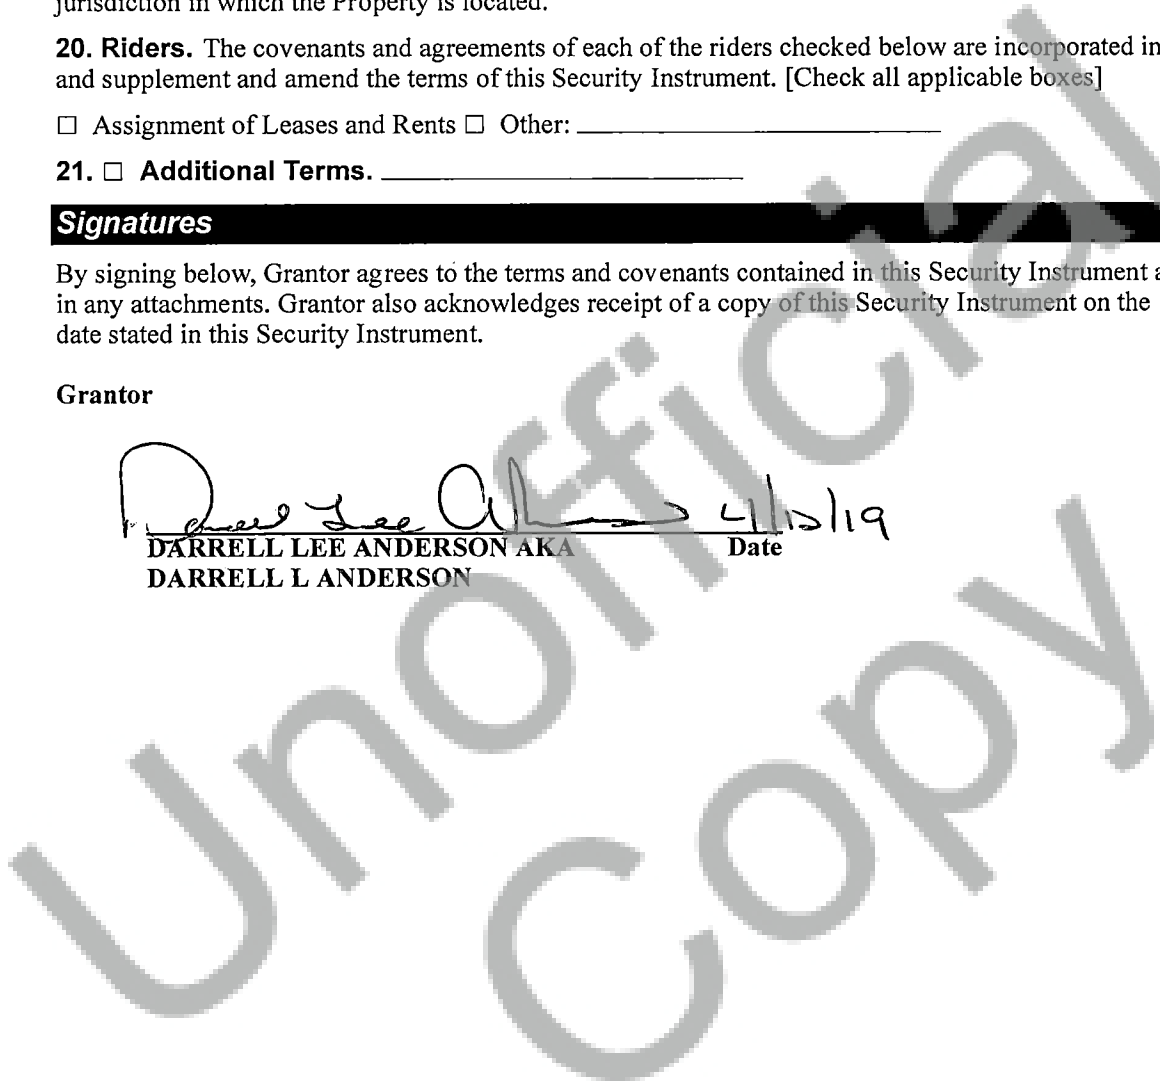 jurisdiction in which the Property is located.
20. Riders. The covenants and agreements of each of the riders checked below are incorporated in
and supplement and amend the terms of this Security Instrument. [Check all applicable boxes]
☐ Assignment of Leases and Rents ☐ Other:
21. ☐ Additional Terms.
Signatures
By signing below, Grantor agrees to the terms and covenants contained in this Security Instrument a
in any attachments. Grantor also acknowledges receipt of a copy of this Security Instrument on the
date stated in this Security Instrument.
Grantor
Darrell Lee
DARRELL LEE ANDERSON AKA Date
DARRELL L ANDERSON
Unofficial
Copy